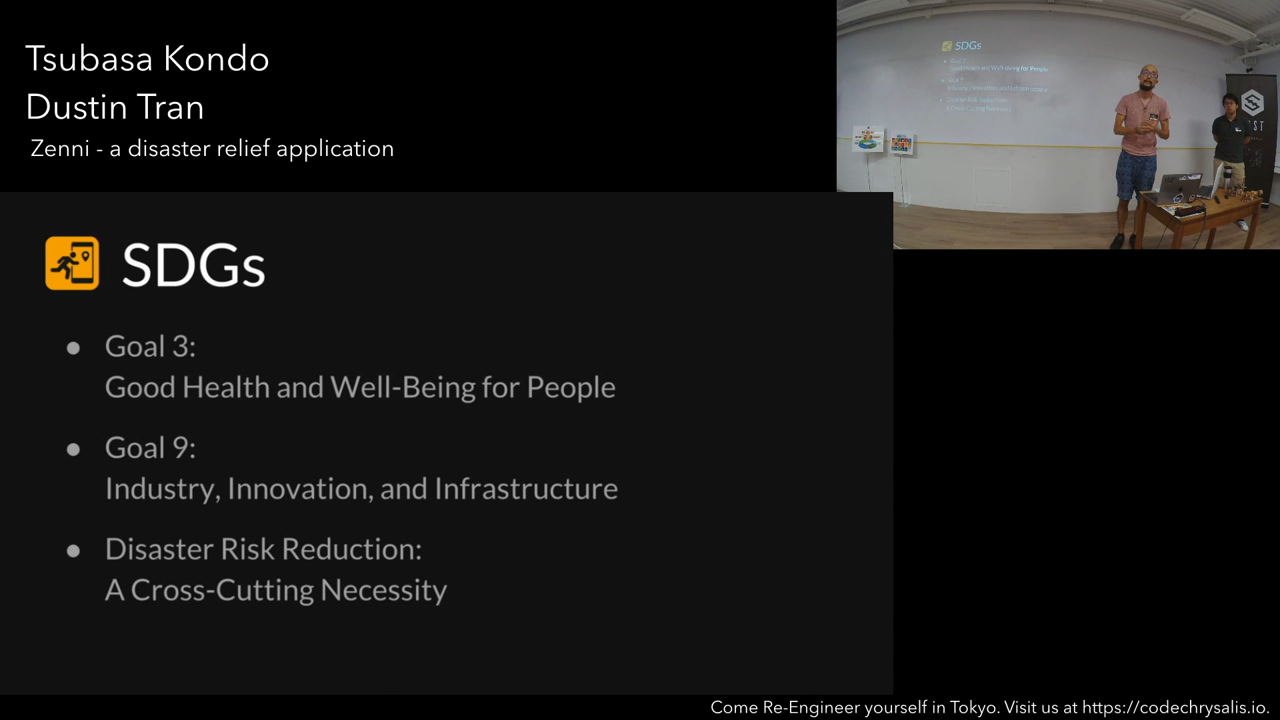 Tsubasa Kondo
Dustin Tran
Zenni - a disaster relief application
SDGs
● Goal 3:
Good Health and Well-Being for People
● Goal 9:
Industry, Innovation, and Infrastructure
● Disaster Risk Reduction:
A Cross-Cutting Necessity
SDGs
Come Re-Engineer yourself in Tokyo. Visit us at https://codechrysalis.io.